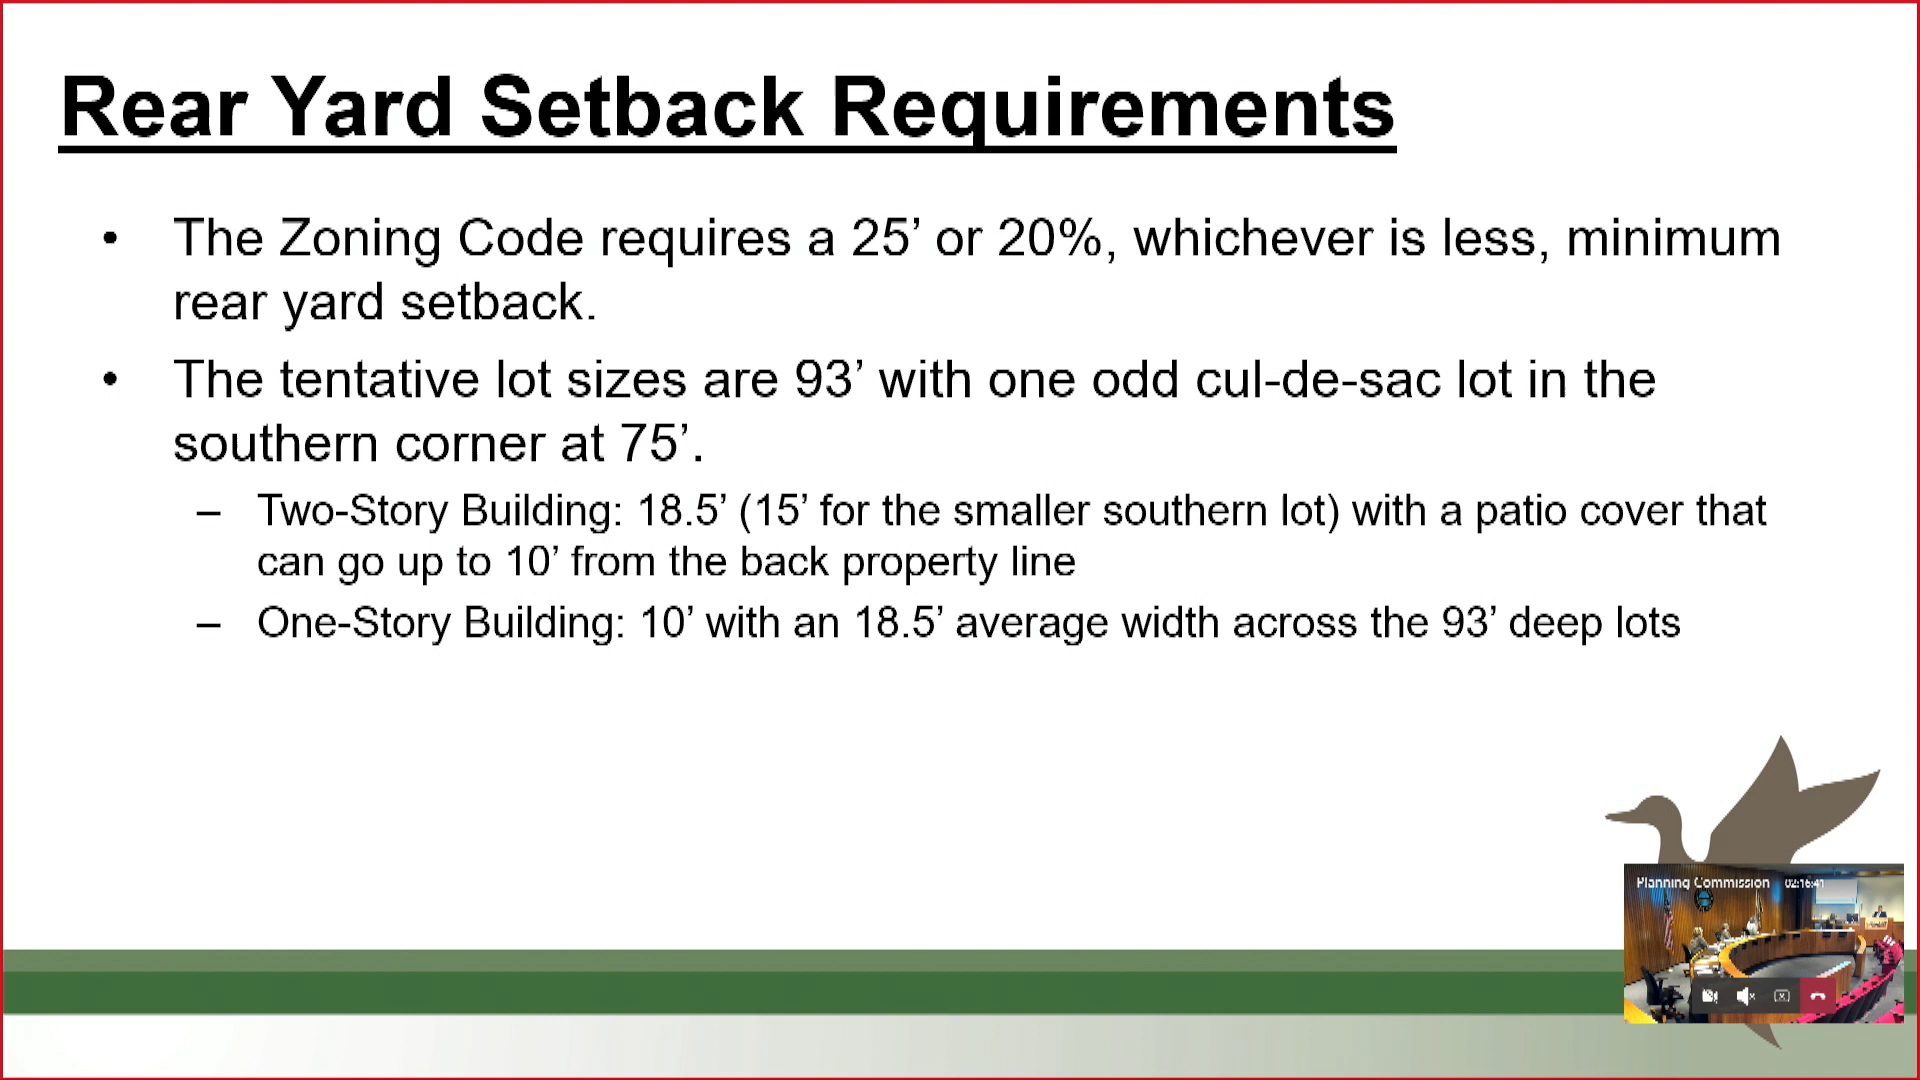 Rear Yard Setback Requirements
• The Zoning Code requires a 25’ or 20%, whichever is less, minimum
rear yard setback.
• The tentative lot sizes are 93’ with one odd cul-de-sac lot in the
southern corner at 75’.
– Two-Story Building: 18.5’ (15’ for the smaller southern lot) with a patio cover that
can go up to 10’ from the back property line
– One-Story Building: 10’ with an 18.5’ average width across the 93’ deep lots
Planning Commission 02:16:41